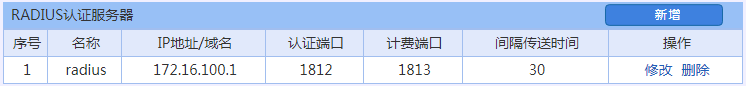 RADIUS认证服务器 新增
序号 名称 IP地址/域名 认证端口 计费端口 间隔传送时间 操作
1 radius 172.16.100.1 1812 1813 30 修改 删除